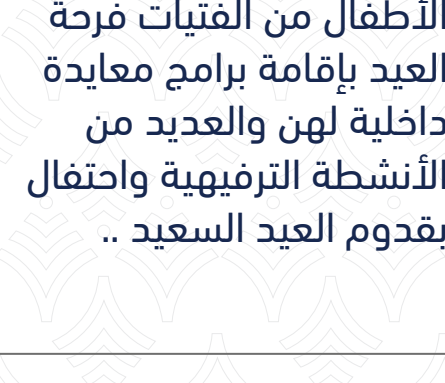 الأطفال من الفتيات فرحة
العيد بإقامة برامج معايدة
داخلية لهن والعديد من
الأنشطة الترفيهية واحتفال
بقدوم العيد السعيد ..